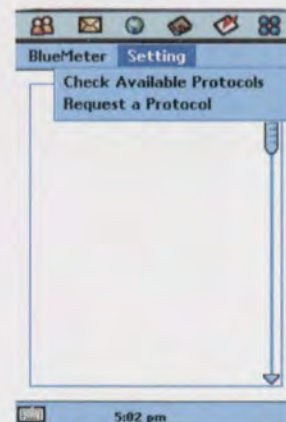 BlueMeter Setting
Check Available Protocols
Request a Protocol
5:02 pm